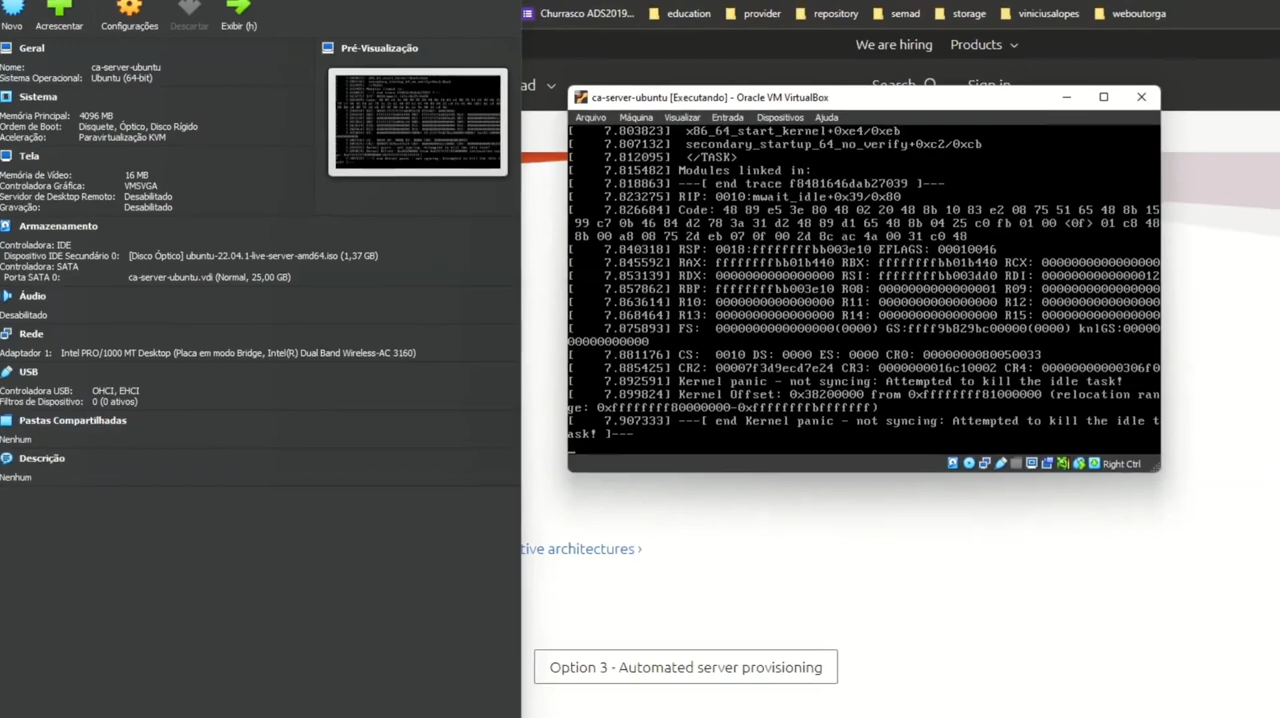 Novo
Acrescentar
Configurações
Descartar
Exibir (h)
Geral
Nome: ca-server-ubuntu
Sistema Operacional: Ubuntu (64-bit)
Sistema
Memória Principal: 4096 MB
Ordem de Boot: Disquete, Óptico, Disco Rígido
Aceleração: Paravirtualização KVM
Tela
Memória de Vídeo: 16 MB
Controladora Gráfica: VMSVGA
Servidor de Desktop Remoto: Desabilitado
Gravação: Desabilitado
Armazenamento
Controladora: IDE
Dispositivo IDE Secundário 0: [Disco Óptico] ubuntu-22.04.1-live-server-amd64.iso (1,37 GB)
Controladora: SATA
Porta SATA 0: ca-server-ubuntu.vdi (Normal, 25,00 GB)
Áudio
Desabilitado
Rede
Adaptador 1: Intel PRO/1000 MT Desktop (Placa em modo Bridge, Intel(R) Dual Band Wireless-AC 3160)
USB
Controladora USB: OHCI, EHCI
Filtros de Dispositivo: 0 (0 ativos)
Pastas Compartilhadas
Nenhum
Descrição
Nenhum
Pré-Visualização
Churrasco ADS2019...
education
provider
repository
semad
storage
viniciusalopes
weboutorga
We are hiring
Products
ad
Search
Sign in
ca-server-ubuntu [Executando] - Oracle VM VirtualBox
Arquivo Máquina Visualizar Entrada Dispositivos Ajuda
[ 7.803823] x86_64_start_kernel+0xe4/0xeb
[ 7.807132] secondary_startup_64_no_verify+0xc2/0xcb
[ 7.812095] </TASK>
[ 7.815482] Modules linked in:
[ 7.818863] ---[ end trace f8481646dab27039 ]---
[ 7.823275] RIP: 0010:mwait_idle+0x39/0x80
[ 7.826684] Code: 48 89 e5 3e 80 48 02 20 48 8b 10 83 e2 08 75 51 65 48 8b 15
99 c7 0b 46 84 d2 78 3a 31 d2 48 89 d1 65 48 8b 04 25 c0 fb 01 00 <0f> 01 c8 48
8b 00 a8 08 75 2d eb 07 0f 00 2d 8c ac 4a 00 31 c0 48
[ 7.840318] RSP: 0018:ffffffffbb003e10 EFLAGS: 00010046
[ 7.845592] RAX: ffffffffbb01b440 RBX: ffffffffbb01b440 RCX: 0000000000000000
[ 7.853139] RDX: 0000000000000000 RSI: ffffffffbb003dd0 RDI: 0000000000000012
[ 7.857862] RBP: ffffffffbb003e10 R08: 0000000000000001 R09: 0000000000000000
[ 7.863614] R10: 0000000000000000 R11: 0000000000000000 R12: 0000000000000000
[ 7.868464] R13: 0000000000000000 R14: 0000000000000000 R15: 0000000000000000
[ 7.875893] FS: 0000000000000000(0000) GS:ffff9b829bc00000(0000) knlGS:00000
00000000000
[ 7.881176] CS: 0010 DS: 0000 ES: 0000 CR0: 0000000080050033
[ 7.885425] CR2: 00007f3d9ecd7e24 CR3: 0000000016c10002 CR4: 00000000000306f0
[ 7.892591] Kernel panic - not syncing: Attempted to kill the idle task!
[ 7.899824] Kernel Offset: 0x38200000 from 0xffffffff81000000 (relocation ran
ge: 0xffffffff80000000-0xffffffffbfffffff)
[ 7.907333] ---[ end Kernel panic - not syncing: Attempted to kill the idle t
ask! ]---
Right Ctrl
tive architectures ›
Option 3 - Automated server provisioning